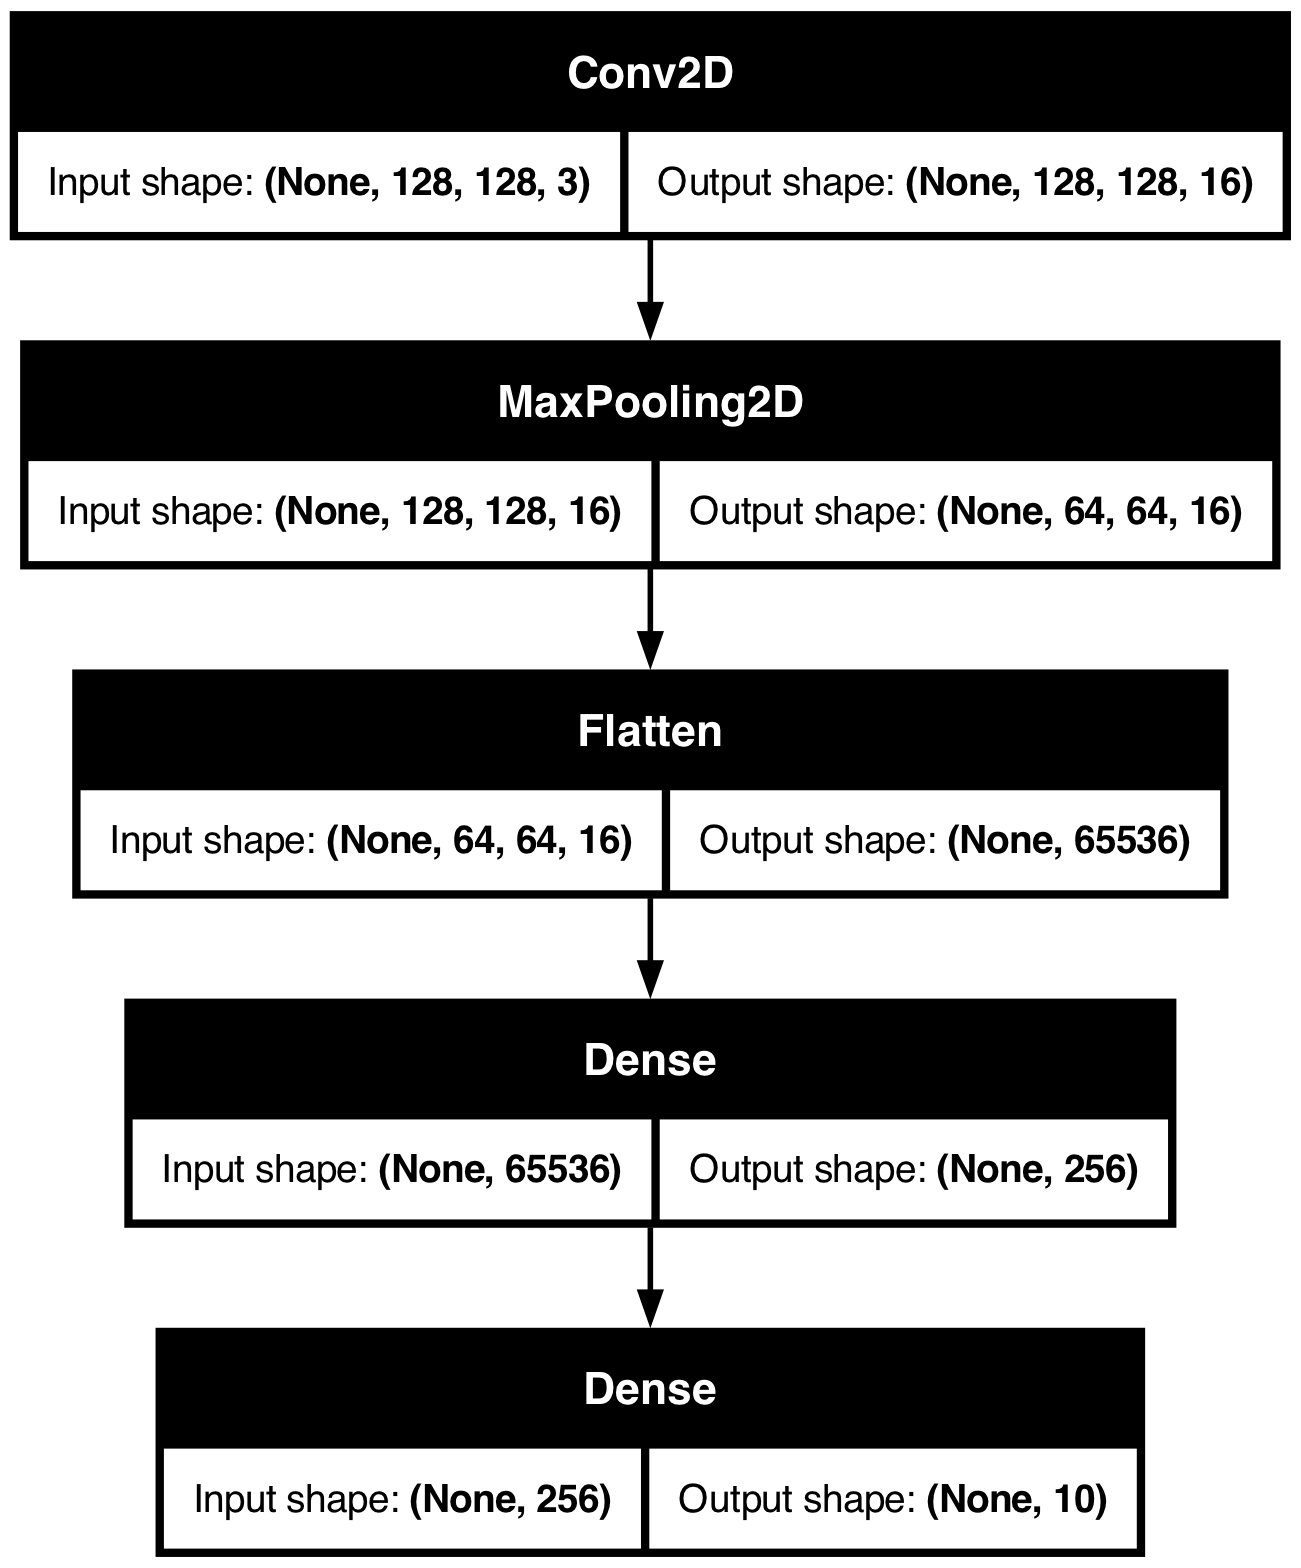 Conv2D
Input shape: (None, 128, 128, 3) Output shape: (None, 128, 128, 16)
MaxPooling2D
Input shape: (None, 128, 128, 16) Output shape: (None, 64, 64, 16)
Flatten
Input shape: (None, 64, 64, 16) Output shape: (None, 65536)
Dense
Input shape: (None, 65536) Output shape: (None, 256)
Dense
Input shape: (None, 256) Output shape: (None, 10)